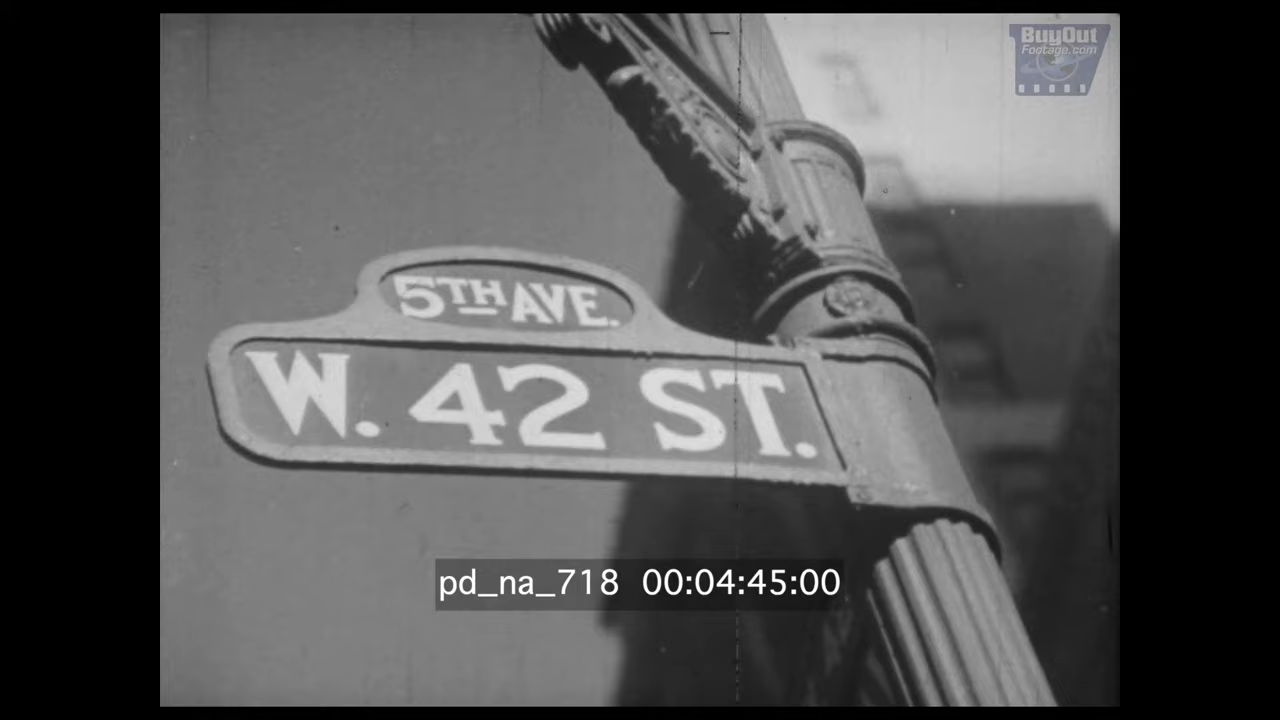 BuyOut
Footage.com
5TH AVE.
W. 42 ST.
pd_na_718 00:04:45:00